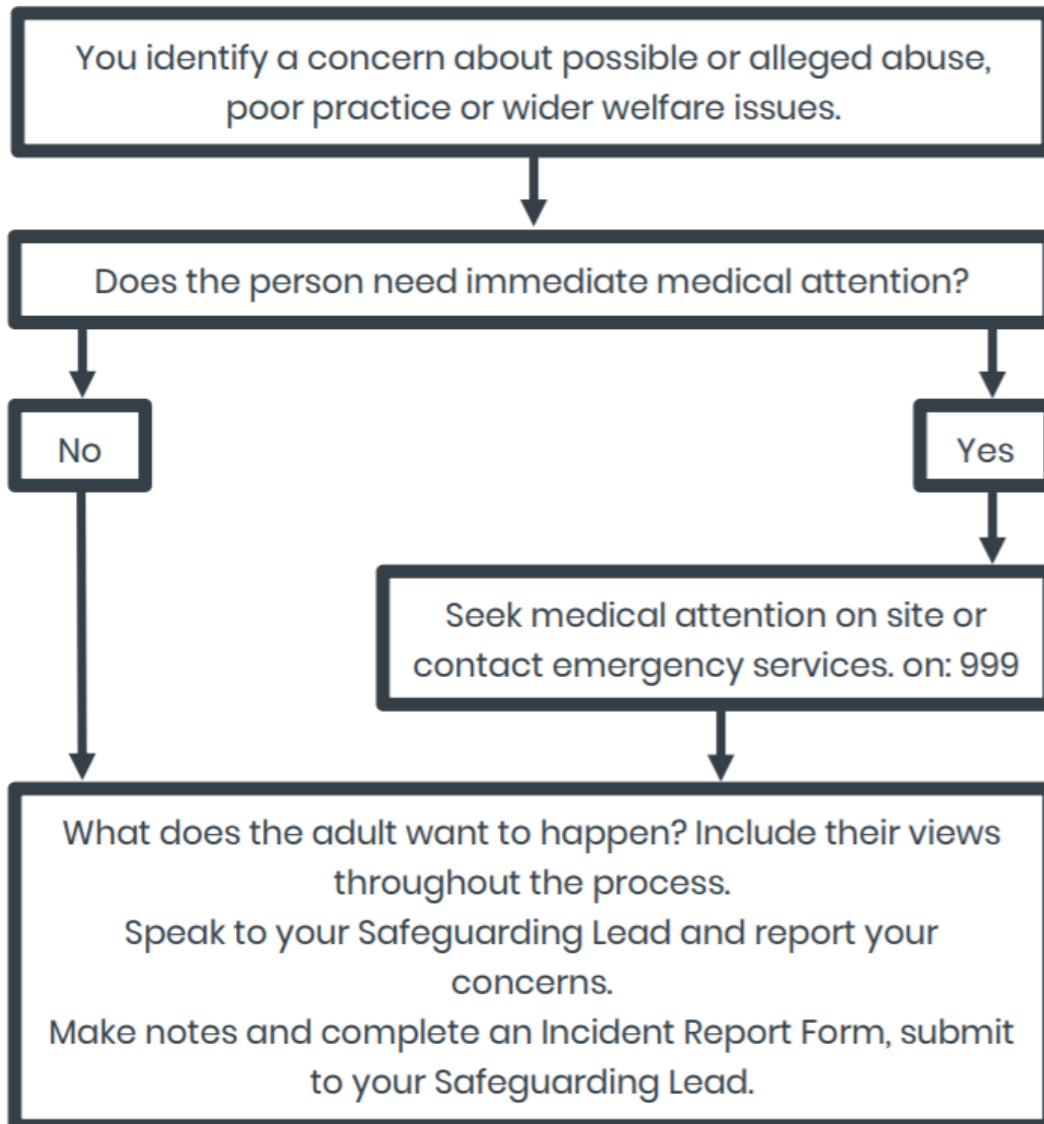 You identify a concern about possible or alleged abuse,
poor practice or wider welfare issues.
Does the person need immediate medical attention?
No
Yes
Seek medical attention on site or
contact emergency services. on: 999
What does the adult want to happen? Include their views
throughout the process.
Speak to your Safeguarding Lead and report your
concerns.
Make notes and complete an Incident Report Form, submit
to your Safeguarding Lead.